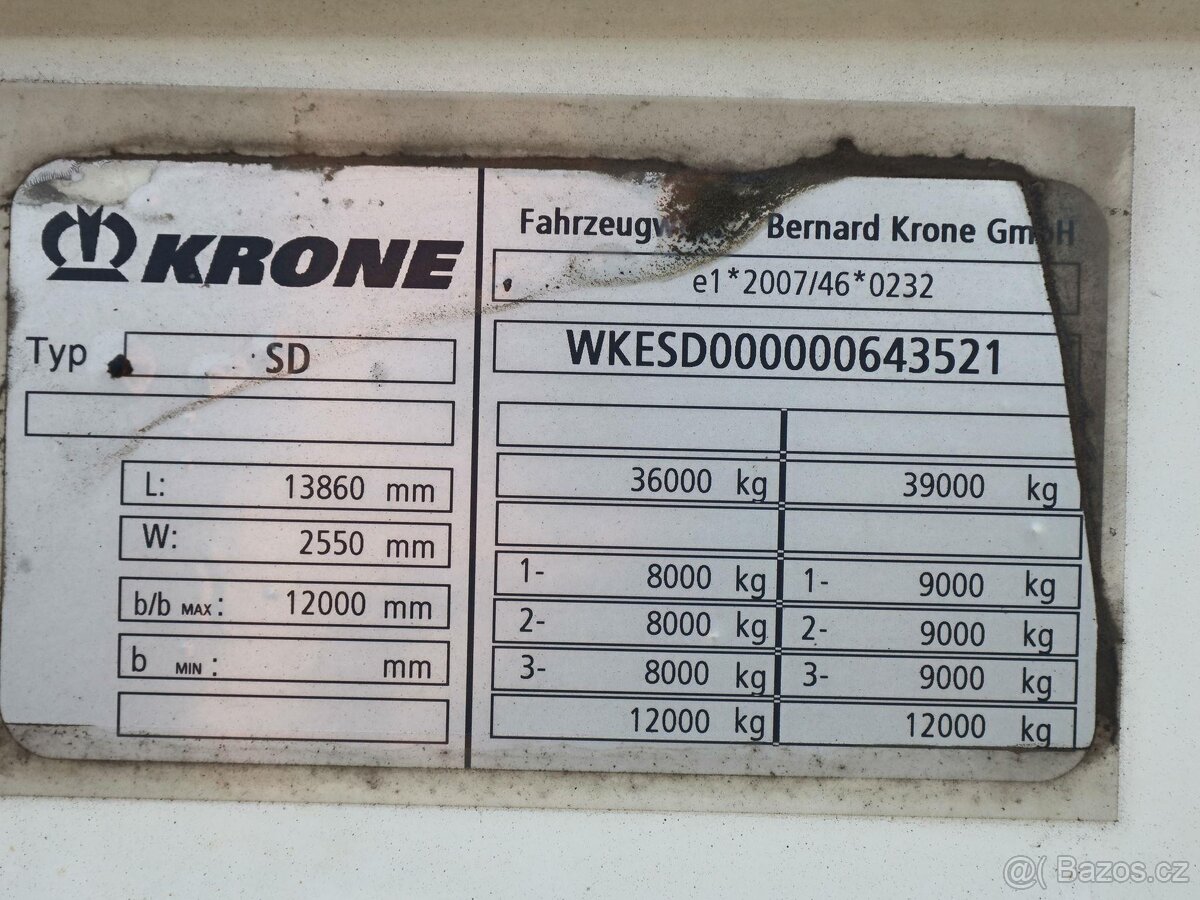 KRONE
Typ SD
L: 13860 mm
W: 2550 mm
b/b MAX: 12000 mm
b MIN: mm
Bernard Krone GmbH
e1*2007/46*0232
WKESD000000643521
36000 kg 39000 kg
1- 8000 kg 1- 9000 kg
2- 8000 kg 2- 9000 kg
3- 8000 kg 3- 9000 kg
12000 kg 12000 kg
@( Bazos.cz